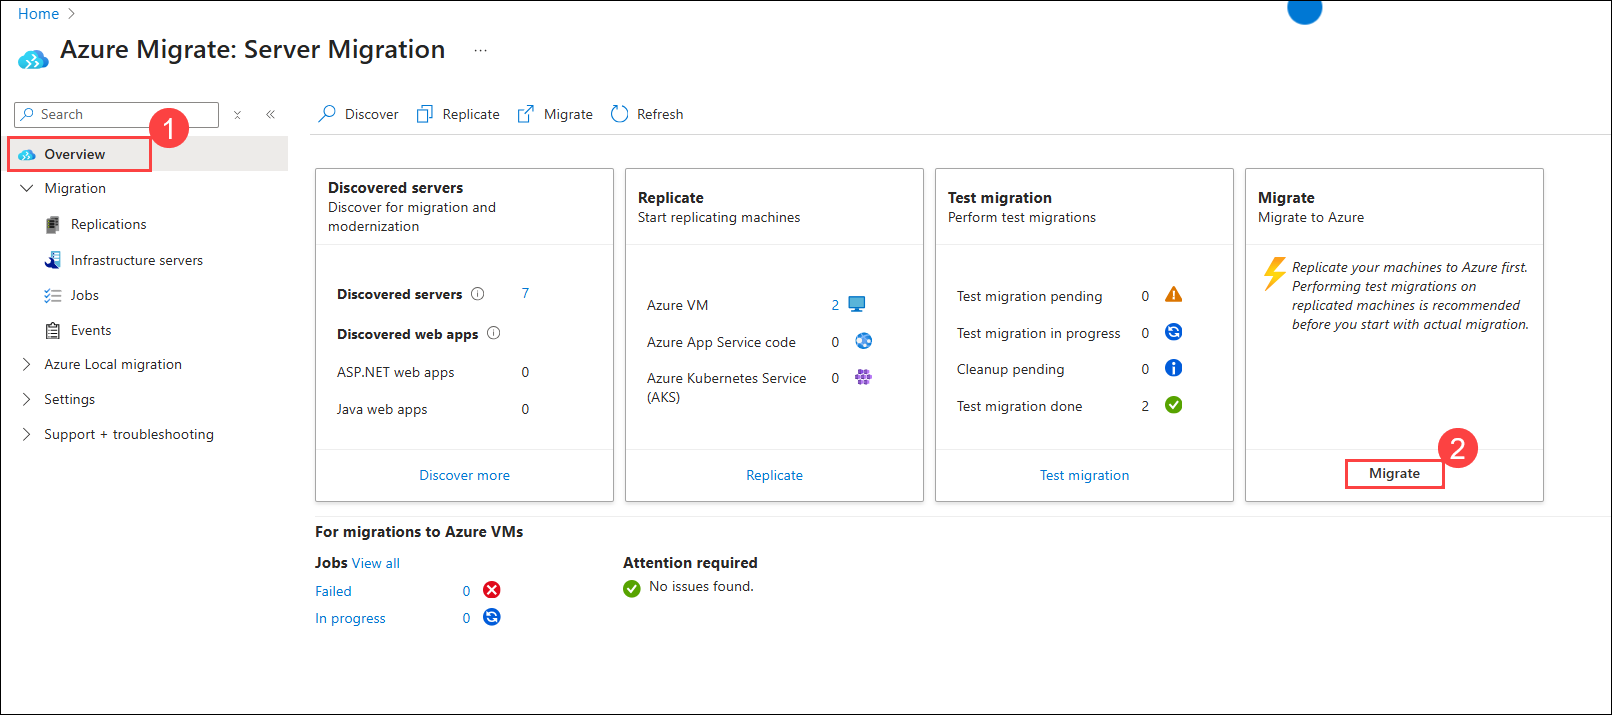 Home
Azure Migrate: Server Migration
Search
1
Overview
Migration
Replications
Infrastructure servers
Jobs
Events
Azure Local migration
Settings
Support + troubleshooting
Discover
Replicate
Migrate
Refresh
Discovered servers
Discover for migration and
modernization
Discovered servers 7
Discovered web apps
ASP.NET web apps 0
Java web apps 0
Discover more
Replicate
Start replicating machines
Azure VM 2
Azure App Service code 0
Azure Kubernetes Service 0
(AKS)
Replicate
Test migration
Perform test migrations
Test migration pending 0
Test migration in progress 0
Cleanup pending 0
Test migration done 2
Test migration
Migrate
Migrate to Azure
Replicate your machines to Azure first.
Performing test migrations on
replicated machines is recommended
before you start with actual migration.
2
Migrate
For migrations to Azure VMs
Jobs View all
Failed 0
In progress 0
Attention required
No issues found.